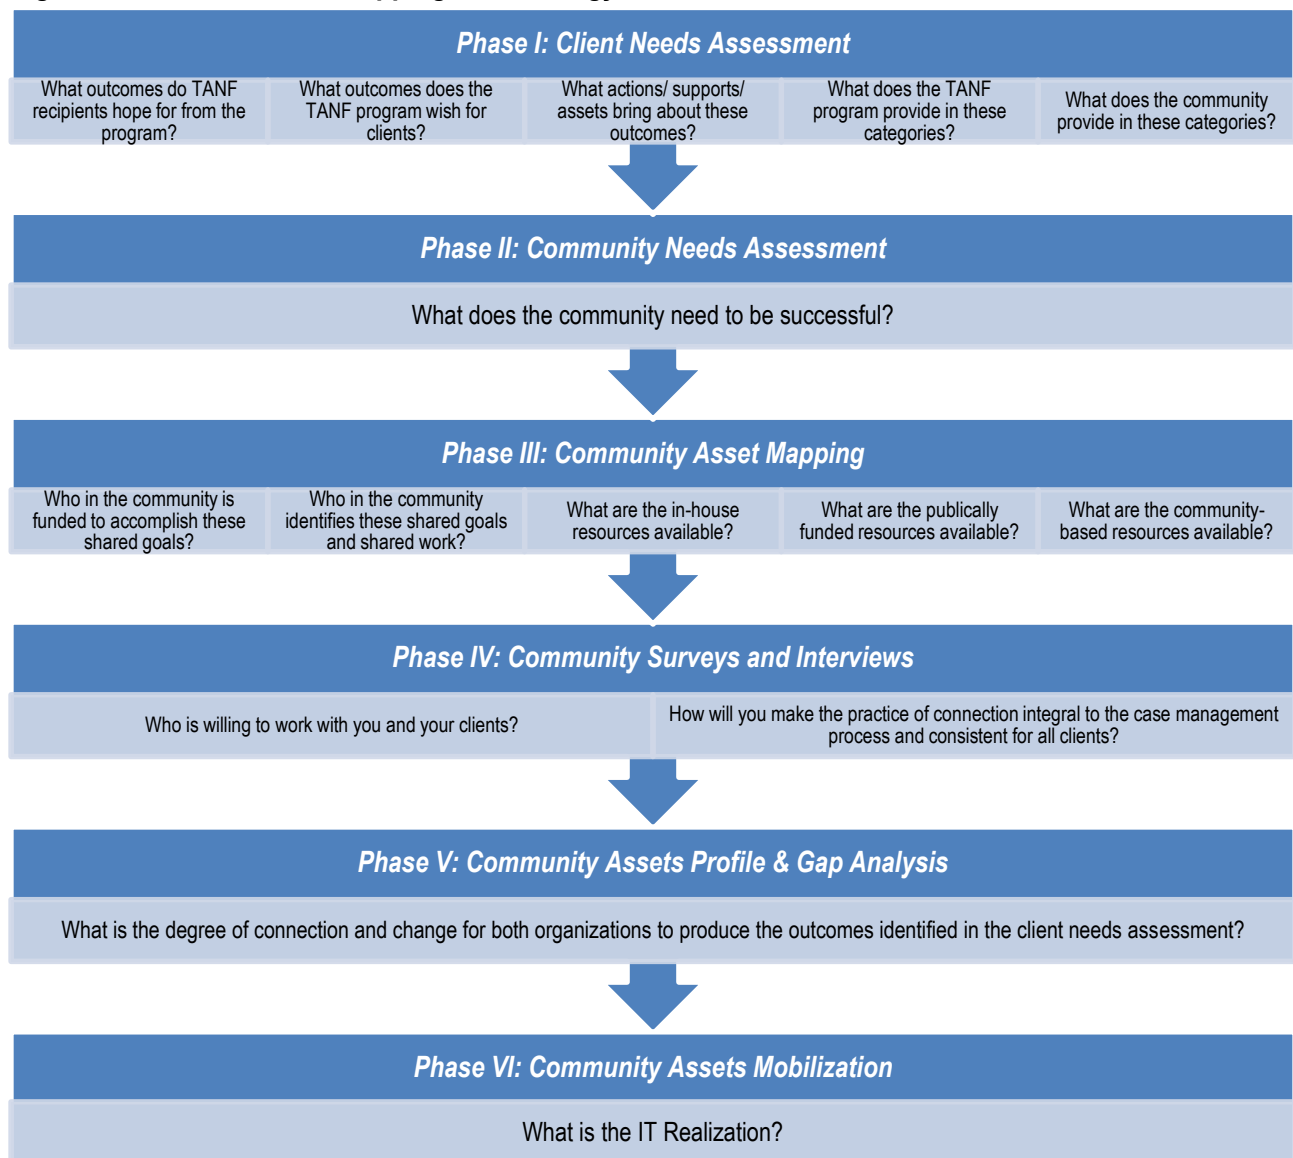 Phase I: Client Needs Assessment
What outcomes do TANF
recipients hope for from the
program?
What outcomes does the
TANF program wish for
clients?
What actions/ supports/
assets bring about these
outcomes?
What does the TANF
program provide in these
categories?
What does the community
provide in these categories?
Phase II: Community Needs Assessment
What does the community need to be successful?
Phase III: Community Asset Mapping
Who in the community is
funded to accomplish these
shared goals?
Who in the community
identifies these shared goals
and shared work?
What are the in-house
resources available?
What are the publically
funded resources available?
What are the community-
based resources available?
Phase IV: Community Surveys and Interviews
Who is willing to work with you and your clients?
How will you make the practice of connection integral to the case management
process and consistent for all clients?
Phase V: Community Assets Profile & Gap Analysis
What is the degree of connection and change for both organizations to produce the outcomes identified in the client needs assessment?
Phase VI: Community Assets Mobilization
What is the IT Realization?